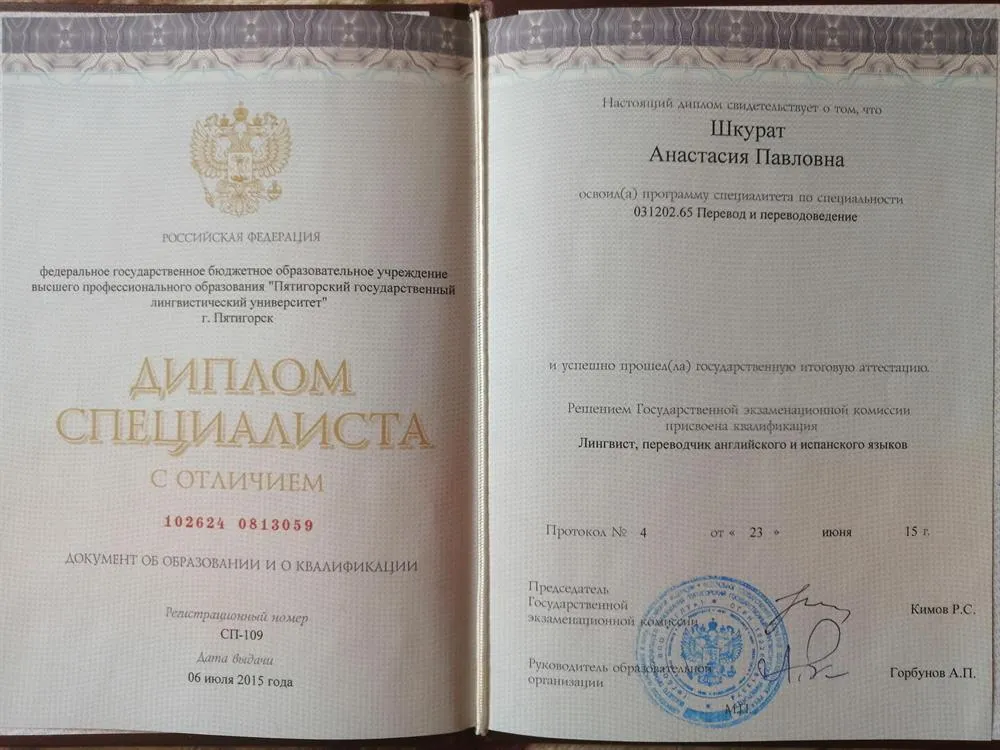 РОССИЙСКАЯ ФЕДЕРАЦИЯ
федеральное государственное бюджетное образовательное учреждение
высшего профессионального образования "Пятигорский государственный
лингвистический университет"
г. Пятигорск
ДИПЛОМ
СПЕЦИАЛИСТА
С ОТЛИЧИЕМ
102624 0813059
ДОКУМЕНТ ОБ ОБРАЗОВАНИИ И О КВАЛИФИКАЦИИ
Регистрационный номер
СП-109
Дата выдачи
06 июля 2015 года
Настоящий диплом свидетельствует о том, что
Шкурат
Анастасия Павловна
освоил(а) программу специалитета по специальности
031202.65 Перевод и переводоведение
и успешно прошел(ла) государственную итоговую аттестацию.
Решением Государственной экзаменационной комиссии
присвоена квалификация
Лингвист, переводчик английского и испанского языков
Протокол № 4 от « 23 » июня 15 г.
Председатель
Государственной
экзаменационной комиссии
Кимов Р.С.
Руководитель образовательной
организации
Горбунов А.П.
М.П.